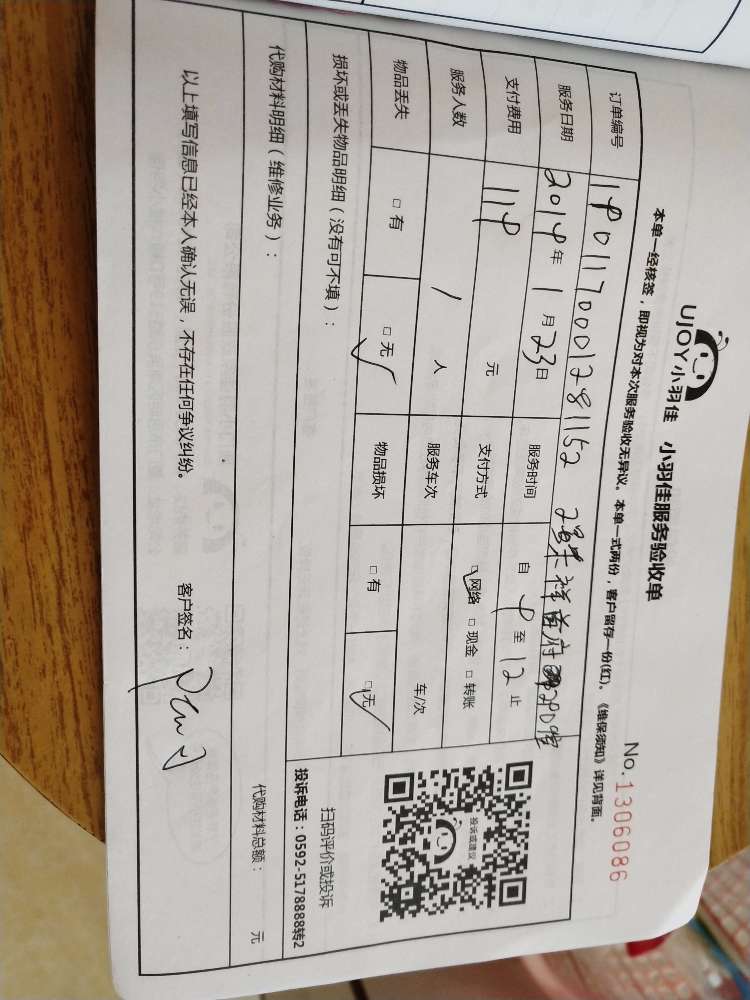 UJOY小羽佳 小羽佳服务验收单
No.1306086
本单一经核签，即视为对本次服务验收无异议。本单一式两份，客户留存一份(红)。《维保须知》详见背面。
订单编号 1901170001281152
服务日期 2019年 1月 23日 服务时间 自 9 至 12 止
支付费用 119 元 支付方式 □网络 □现金 □转账
服务人数 1 人 服务车次 车/次
物品丢失 □有 □无 物品损坏 □有 □无
投诉或建议
扫码评价或投诉
投诉电话：0592-5178888转2
损坏或丢失物品明细（没有可不填）：
代购材料明细（维修业务）： 代购材料总额： 元
以上填写信息已经本人确认无误，不存在任何争议纠纷。 客户签名：